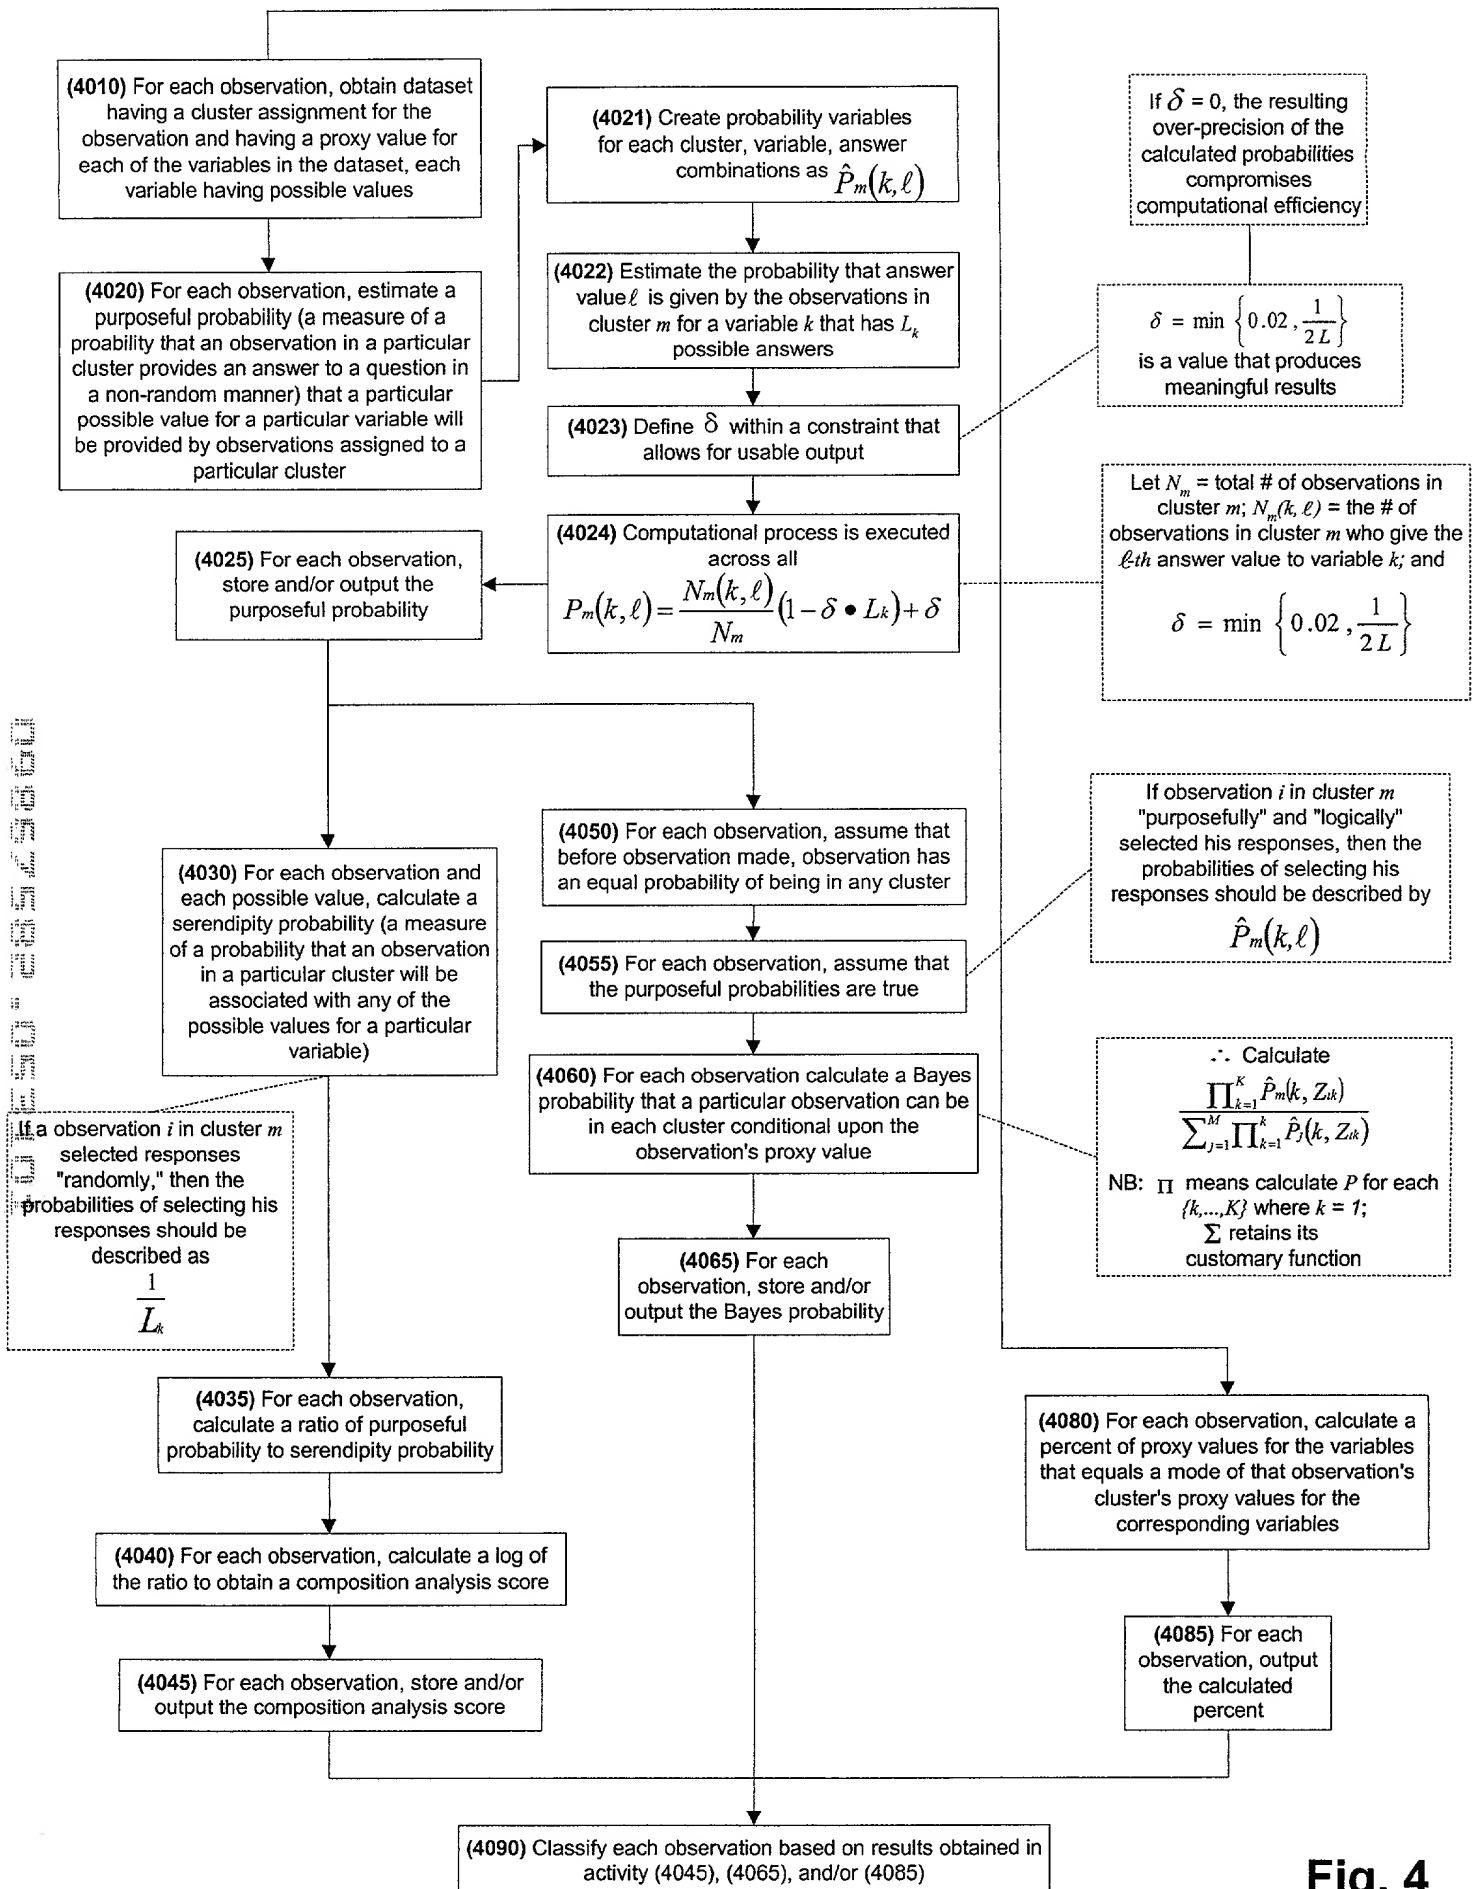 (4010) For each observation, obtain dataset
having a cluster assignment for the
observation and having a proxy value for
each of the variables in the dataset, each
variable having possible values
(4020) For each observation, estimate a
purposeful probability (a measure of a
proability that an observation in a particular
cluster provides an answer to a question in
a non-random manner) that a particular
possible value for a particular variable will
be provided by observations assigned to a
particular cluster
(4021) Create probability variables
for each cluster, variable, answer
combinations as P̂m(k,ℓ)
(4022) Estimate the probability that answer
value ℓ is given by the observations in
cluster m for a variable k that has Lk
possible answers
(4023) Define δ within a constraint that
allows for usable output
(4024) Computational process is executed
across all
Pm(k,ℓ) = Nm(k,ℓ)/Nm (1 − δ • Lk) + δ
(4025) For each observation,
store and/or output the
purposeful probability
If δ = 0, the resulting
over-precision of the
calculated probabilities
compromises
computational efficiency
δ = min {0.02, 1/2L}
is a value that produces
meaningful results
Let Nm = total # of observations in
cluster m; Nm(k, ℓ) = the # of
observations in cluster m who give the
ℓ-th answer value to variable k; and
δ = min {0.02, 1/2L}
(4030) For each observation and
each possible value, calculate a
serendipity probability (a measure
of a probability that an observation
in a particular cluster will be
associated with any of the
possible values for a particular
variable)
If a observation i in cluster m
selected responses
"randomly," then the
probabilities of selecting his
responses should be
described as
1/Lk
(4035) For each observation,
calculate a ratio of purposeful
probability to serendipity probability
(4040) For each observation, calculate a log of
the ratio to obtain a composition analysis score
(4045) For each observation, store and/or
output the composition analysis score
(4050) For each observation, assume that
before observation made, observation has
an equal probability of being in any cluster
(4055) For each observation, assume that
the purposeful probabilities are true
(4060) For each observation calculate a Bayes
probability that a particular observation can be
in each cluster conditional upon the
observation's proxy value
(4065) For each
observation, store and/or
output the Bayes probability
If observation i in cluster m
"purposefully" and "logically"
selected his responses, then the
probabilities of selecting his
responses should be described by
P̂m(k,ℓ)
∴ Calculate
∏k=1^K P̂m(k, Zik)
∑j=1^M ∏k=1^k P̂j(k, Zik)
NB: Π means calculate P for each
{k,...,K} where k = 1;
Σ retains its
customary function
(4080) For each observation, calculate a
percent of proxy values for the variables
that equals a mode of that observation's
cluster's proxy values for the
corresponding variables
(4085) For each
observation, output
the calculated
percent
(4090) Classify each observation based on results obtained in
activity (4045), (4065), and/or (4085)
Fig. 4